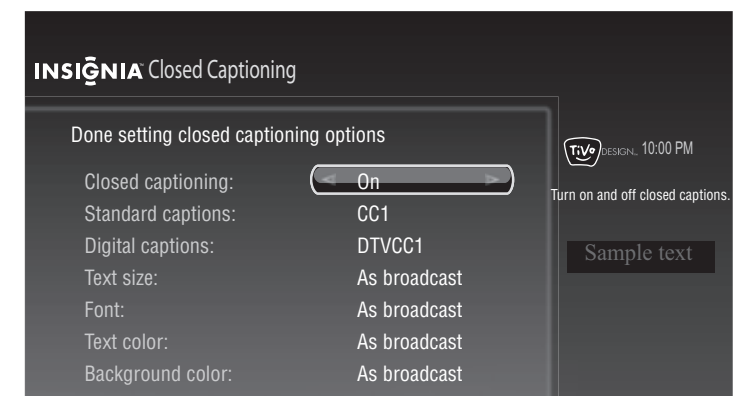 INSIGNIA™ Closed Captioning
Done setting closed captioning options
Closed captioning: On
Standard captions: CC1
Digital captions: DTVCC1
Text size: As broadcast
Font: As broadcast
Text color: As broadcast
Background color: As broadcast
TiVo DESIGN™ 10:00 PM
Turn on and off closed captions.
Sample text